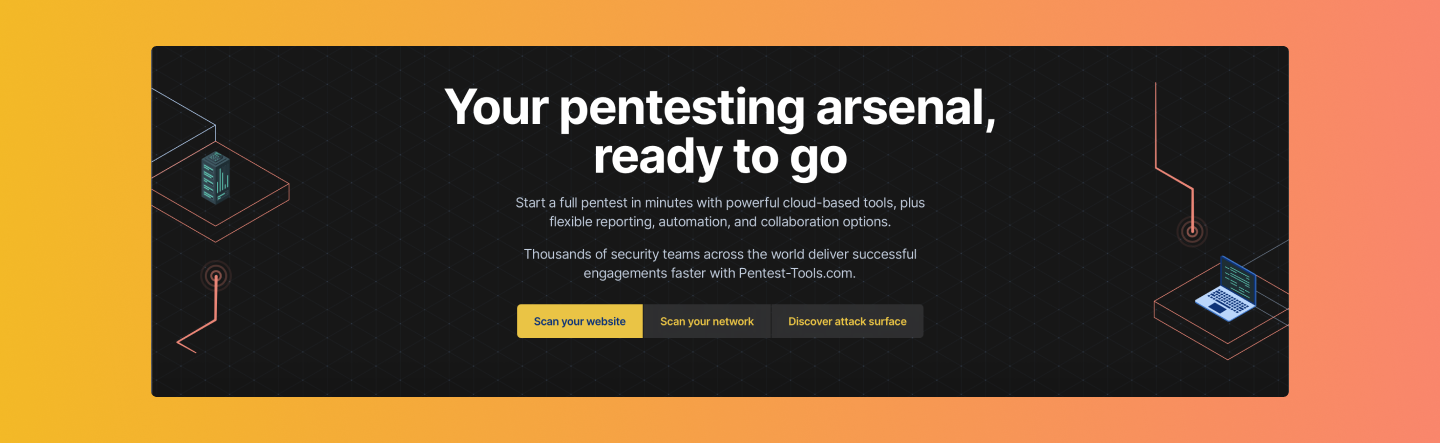 Your pentesting arsenal,
ready to go
Start a full pentest in minutes with powerful cloud-based tools, plus
flexible reporting, automation, and collaboration options.
Thousands of security teams across the world deliver successful
engagements faster with Pentest-Tools.com.
Scan your website
Scan your network
Discover attack surface